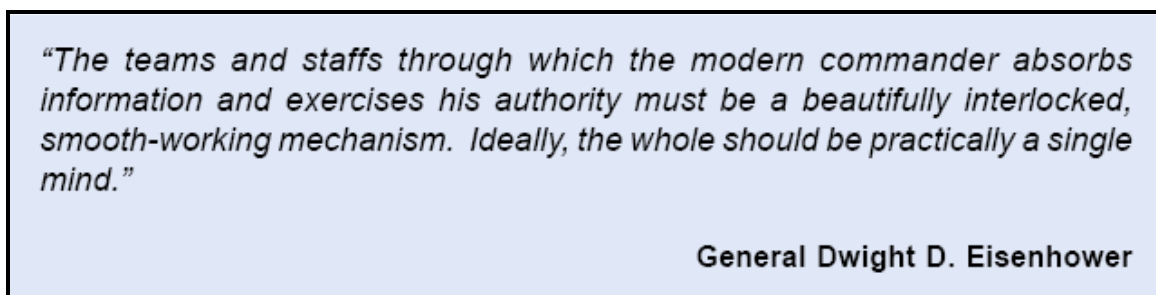 “The teams and staffs through which the modern commander absorbs
information and exercises his authority must be a beautifully interlocked,
smooth-working mechanism.  Ideally, the whole should be practically a single
mind.”
General Dwight D. Eisenhower